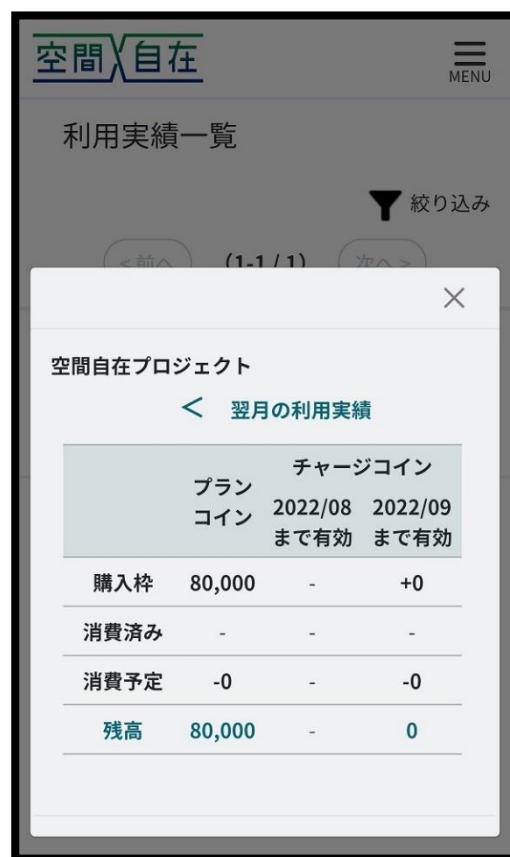 空間自在
MENU
利用実績一覧
絞り込み
<前へ (1-1 / 1) 次へ >
×
空間自在プロジェクト
< 翌月の利用実績
プランコイン チャージコイン
2022/08まで有効 2022/09まで有効
購入枠 80,000 - +0
消費済み - - -
消費予定 -0 - -0
残高 80,000 - 0